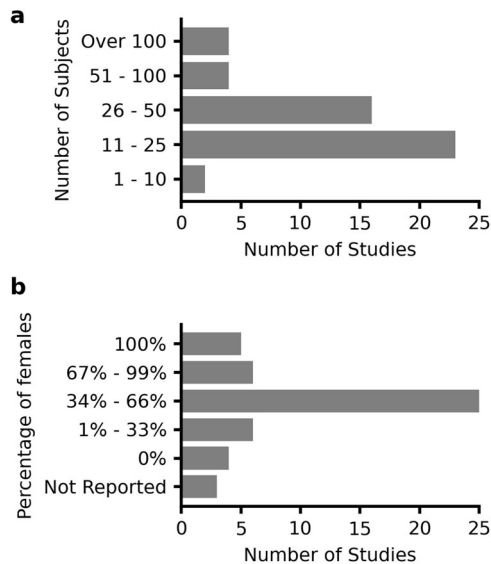 a
Number of Subjects
Over 100
51 - 100
26 - 50
11 - 25
1 - 10
0 5 10 15 20 25
Number of Studies
b
Percentage of females
100%
67% - 99%
34% - 66%
1% - 33%
0%
Not Reported
0 5 10 15 20 25
Number of Studies